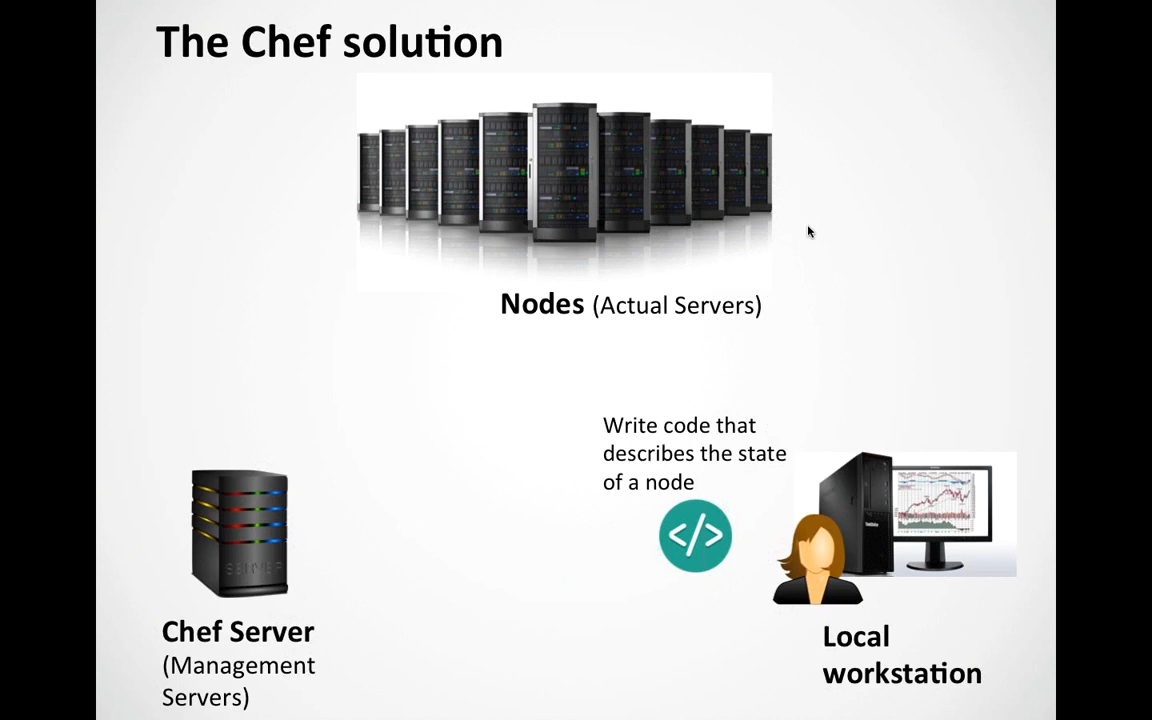 The Chef solution
Nodes (Actual Servers)
Write code that
describes the state
of a node
</>
SERVER
Chef Server
(Management
Servers)
Local
workstation